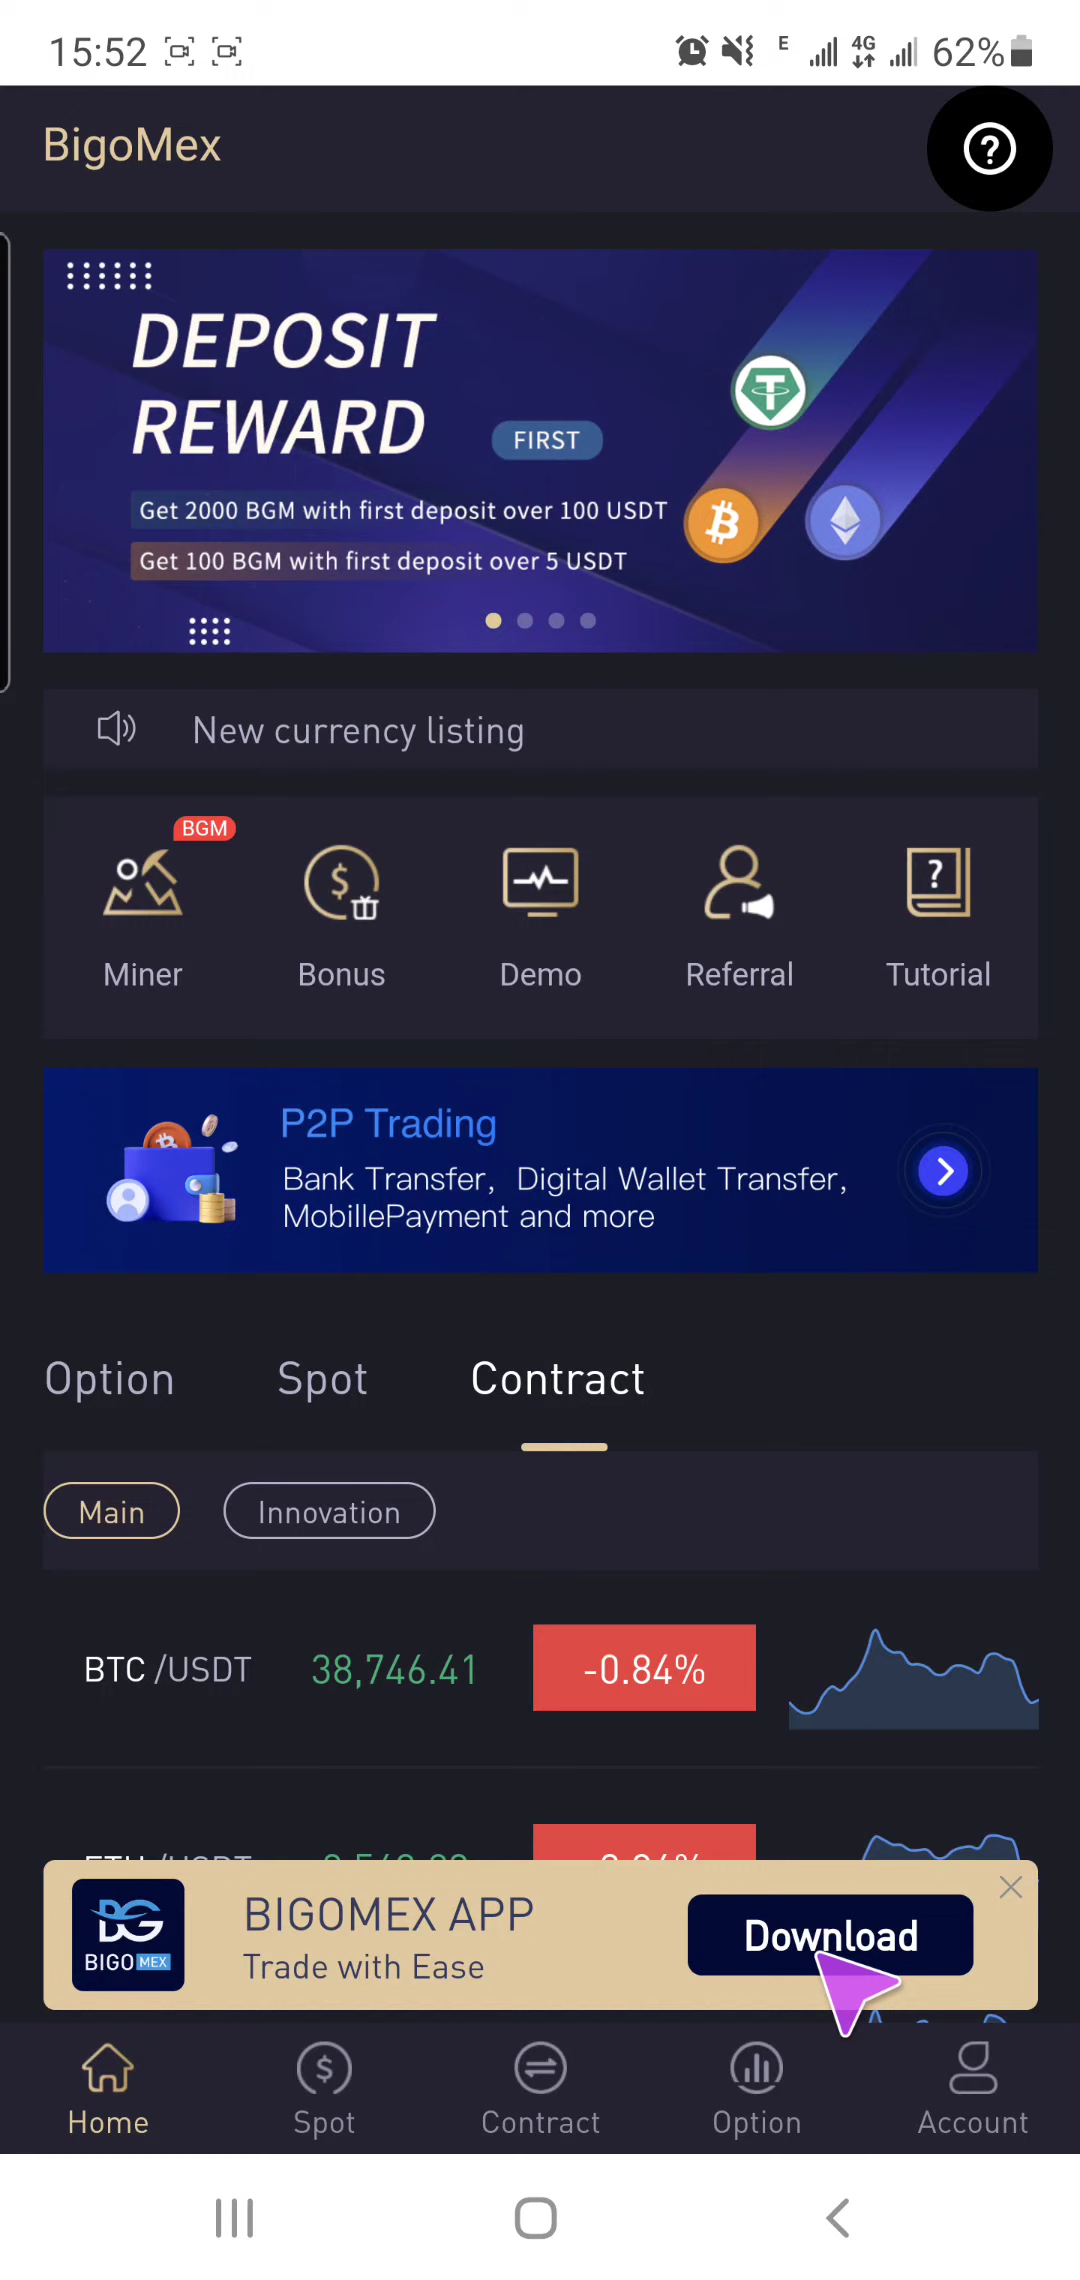 15:52
E 4G 62%
BigoMex
DEPOSIT
REWARD
FIRST
Get 2000 BGM with first deposit over 100 USDT
Get 100 BGM with first deposit over 5 USDT
New currency listing
BGM
Miner Bonus Demo Referral Tutorial
P2P Trading
Bank Transfer, Digital Wallet Transfer,
MobillePayment and more
Option Spot Contract
Main Innovation
BTC /USDT 38,746.41 -0.84%
BIGOMEX APP
Trade with Ease
BIGO MEX
Download
Home Spot Contract Option Account